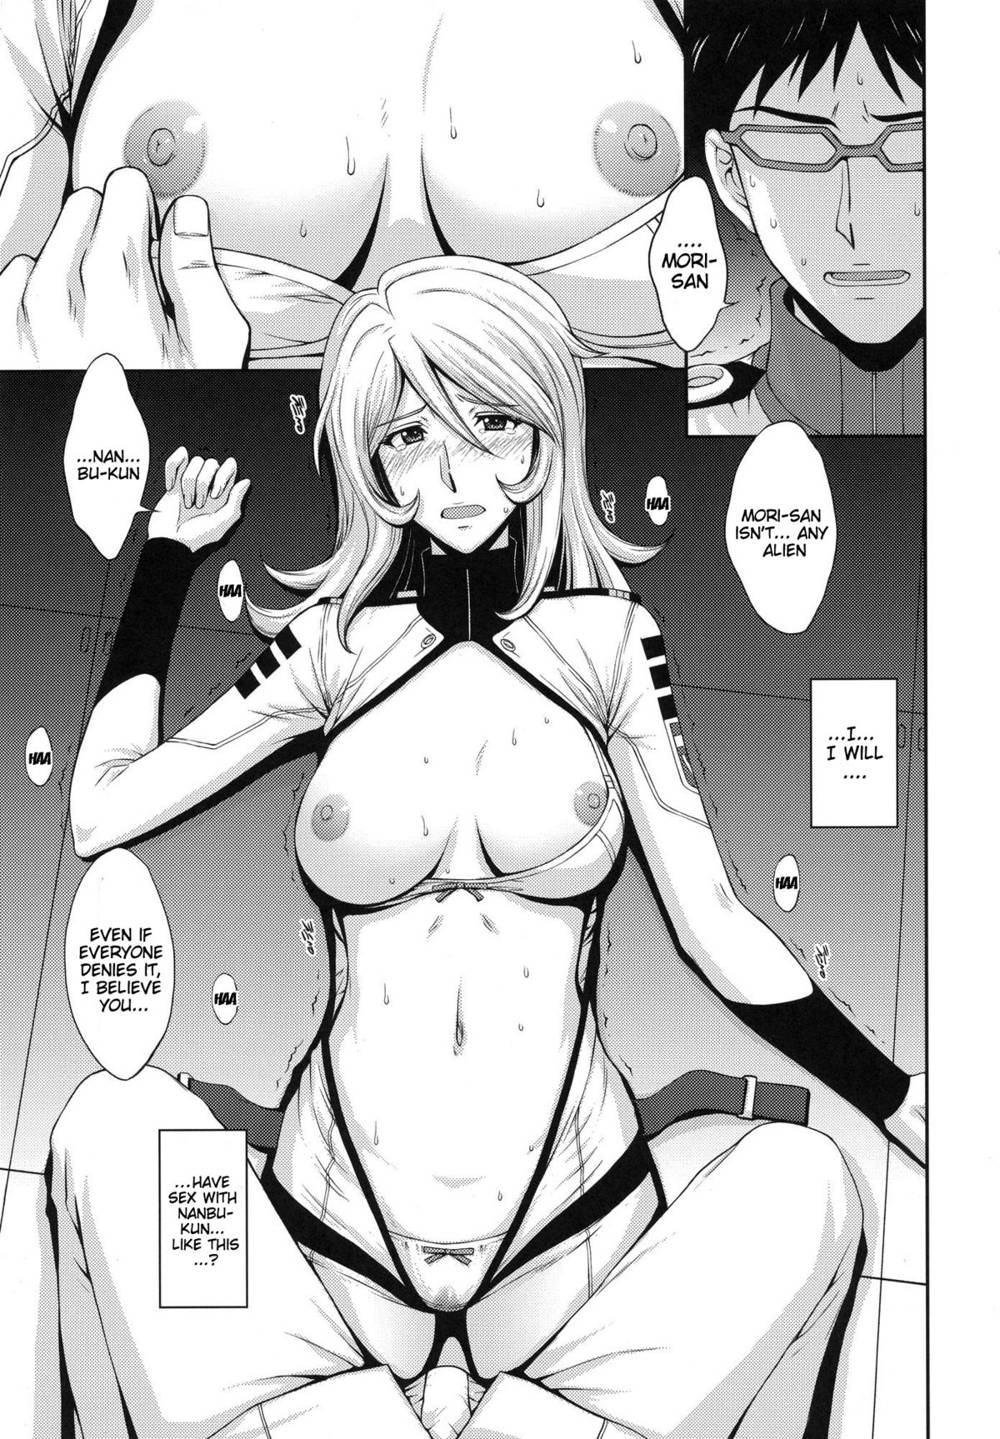 ....
MORI-
SAN
...NAN...
BU-KUN
MORI-SAN
ISN'T... ANY
ALIEN
HAA
HAA
...I...
I WILL
....
HAA
HAA
EVEN IF
EVERYONE
DENIES IT,
I BELIEVE
YOU...
HAA
...HAVE
SEX WITH
NANBU-
KUN...
LIKE THIS
...?